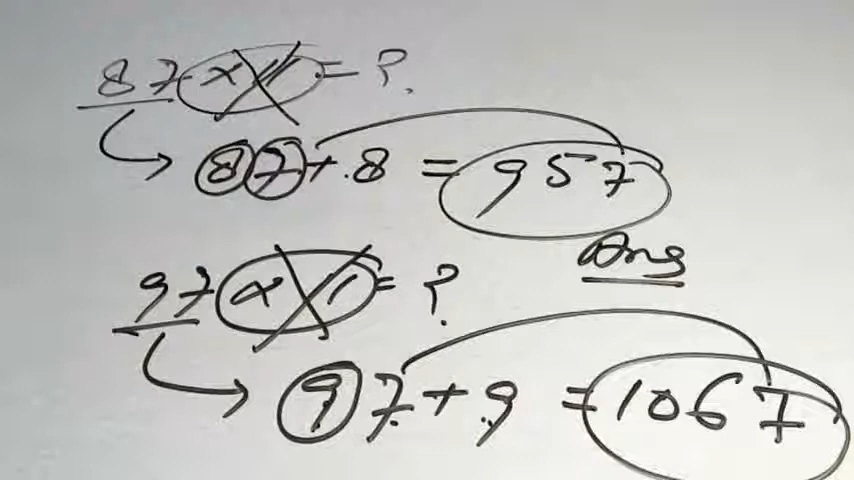 87 × 11 = ?
87 + 8 = 957
Ans
97 × 11 = ?
97 + 9 = 1067